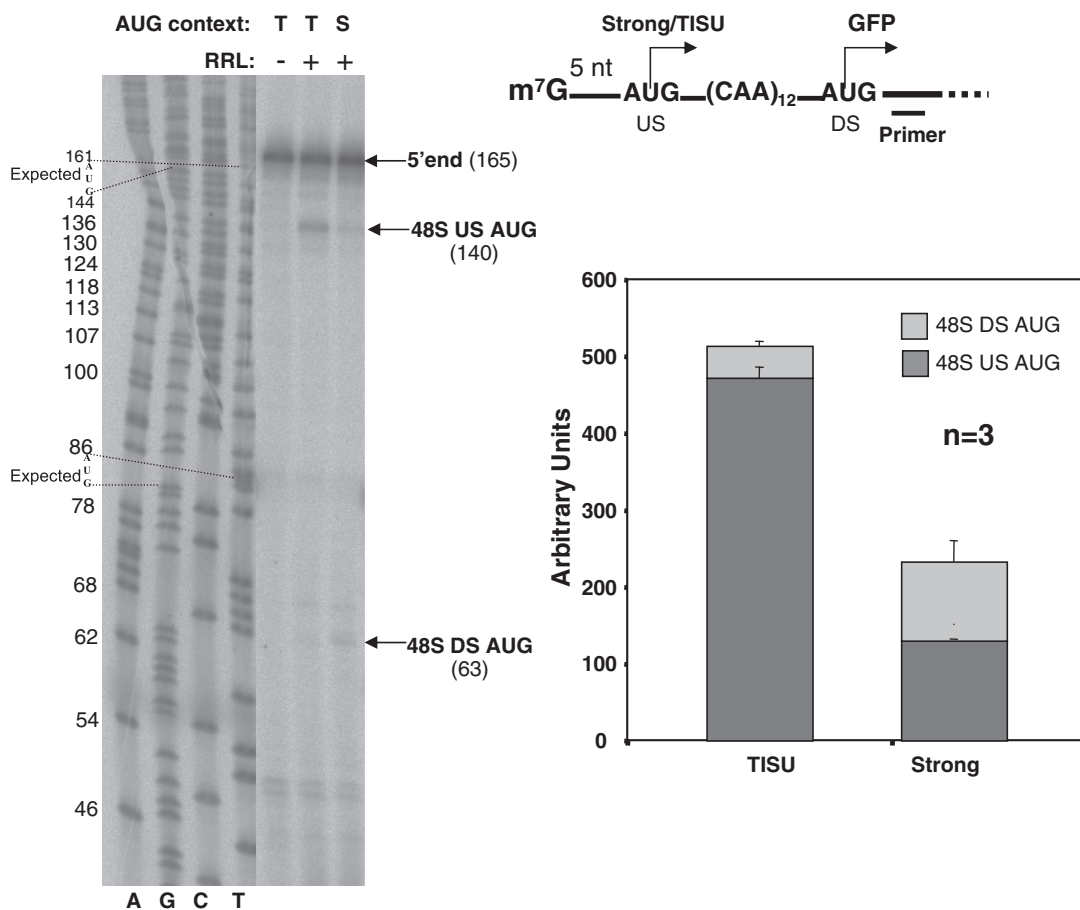 AUG context: T T S
RRL: - + +
161
Expected A U G
144
136
130
124
118
113
107
100
86
Expected A U G
78
68
62
54
46
A G C T
5'end (165)
48S US AUG
(140)
48S DS AUG
(63)
Strong/TISU GFP
m⁷G 5 nt AUG (CAA)₁₂ AUG
US DS
Primer
600
500
400
300
200
100
0
Arbitrary Units
48S DS AUG
48S US AUG
n=3
TISU Strong